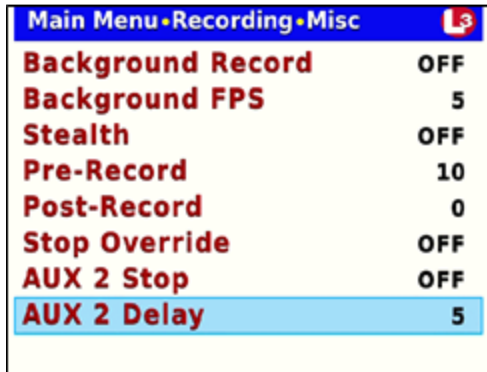 Main Menu•Recording•Misc L3
Background Record OFF
Background FPS 5
Stealth OFF
Pre-Record 10
Post-Record 0
Stop Override OFF
AUX 2 Stop OFF
AUX 2 Delay 5